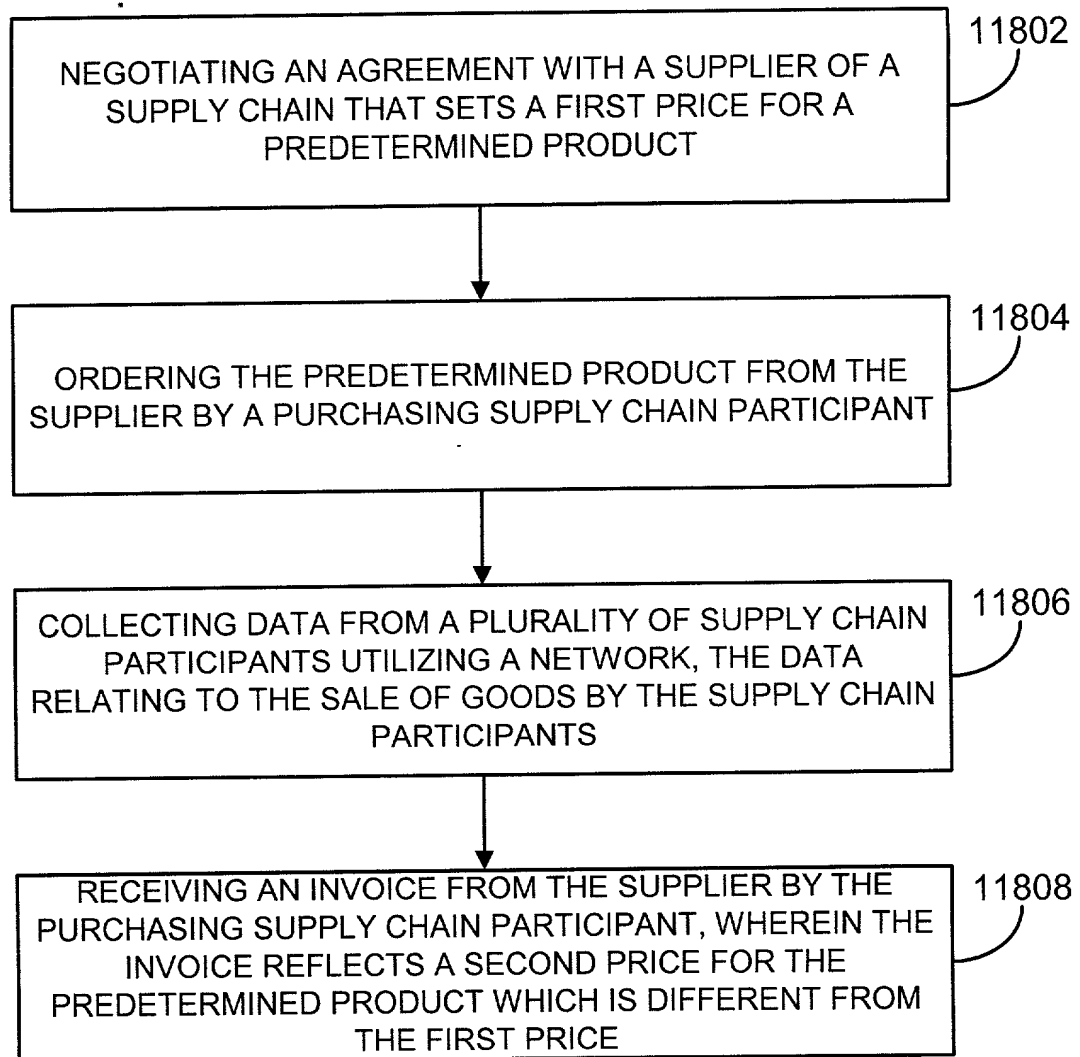 11802
NEGOTIATING AN AGREEMENT WITH A SUPPLIER OF A
SUPPLY CHAIN THAT SETS A FIRST PRICE FOR A
PREDETERMINED PRODUCT
11804
ORDERING THE PREDETERMINED PRODUCT FROM THE
SUPPLIER BY A PURCHASING SUPPLY CHAIN PARTICIPANT
11806
COLLECTING DATA FROM A PLURALITY OF SUPPLY CHAIN
PARTICIPANTS UTILIZING A NETWORK, THE DATA
RELATING TO THE SALE OF GOODS BY THE SUPPLY CHAIN
PARTICIPANTS
11808
RECEIVING AN INVOICE FROM THE SUPPLIER BY THE
PURCHASING SUPPLY CHAIN PARTICIPANT, WHEREIN THE
INVOICE REFLECTS A SECOND PRICE FOR THE
PREDETERMINED PRODUCT WHICH IS DIFFERENT FROM
THE FIRST PRICE